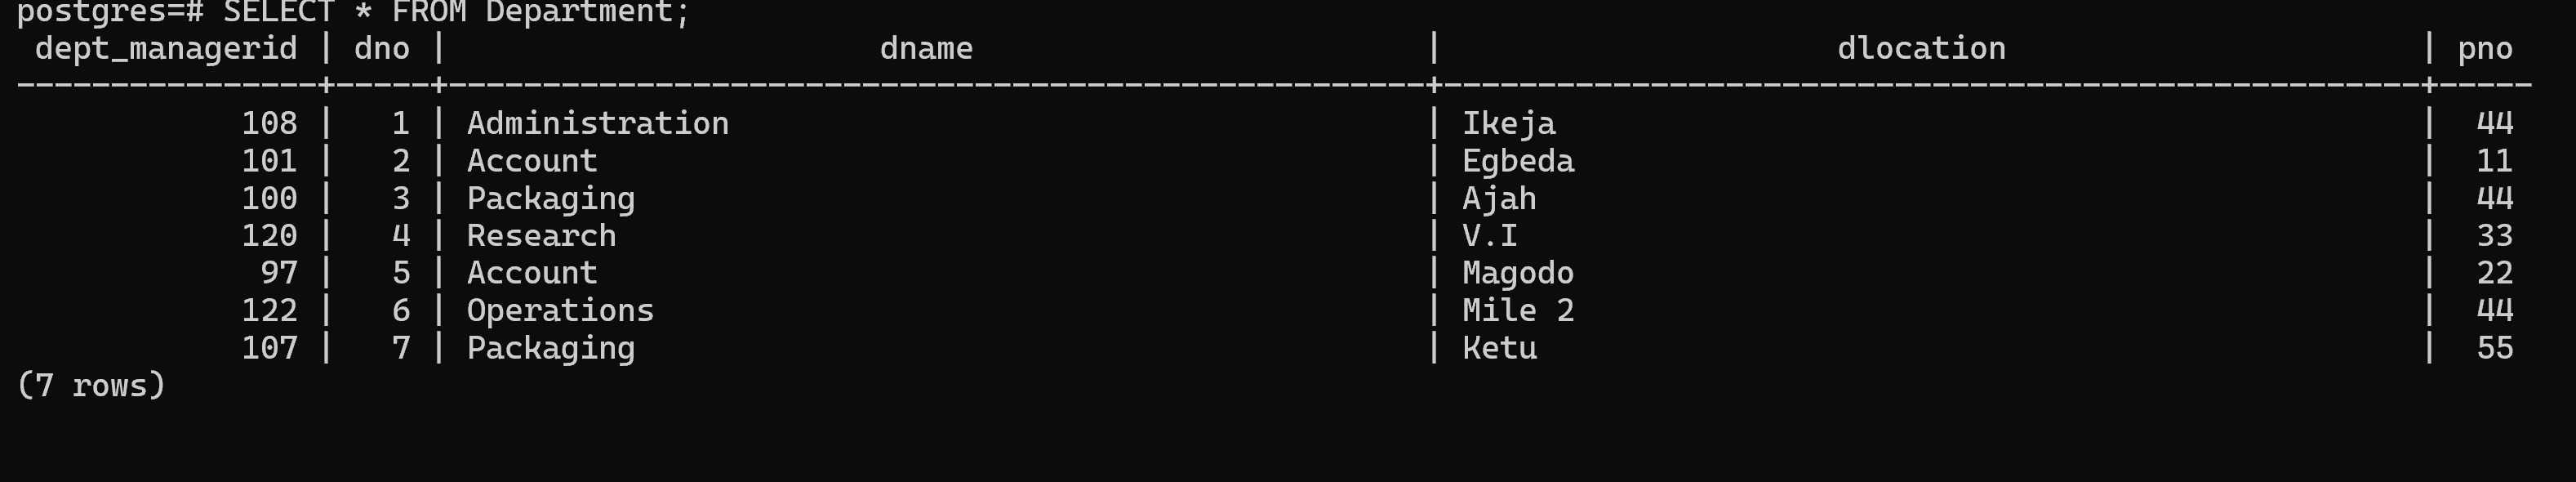 postgres=# SELECT * FROM Department;
 dept_managerid | dno |                       dname                        |                     dlocation                      | pno
----------------+-----+----------------------------------------------------+----------------------------------------------------+-----
            108 |   1 | Administration                                     | Ikeja                                              |  44
            101 |   2 | Account                                            | Egbeda                                             |  11
            100 |   3 | Packaging                                          | Ajah                                               |  44
            120 |   4 | Research                                           | V.I                                                |  33
             97 |   5 | Account                                            | Magodo                                             |  22
            122 |   6 | Operations                                         | Mile 2                                             |  44
            107 |   7 | Packaging                                          | Ketu                                               |  55
(7 rows)